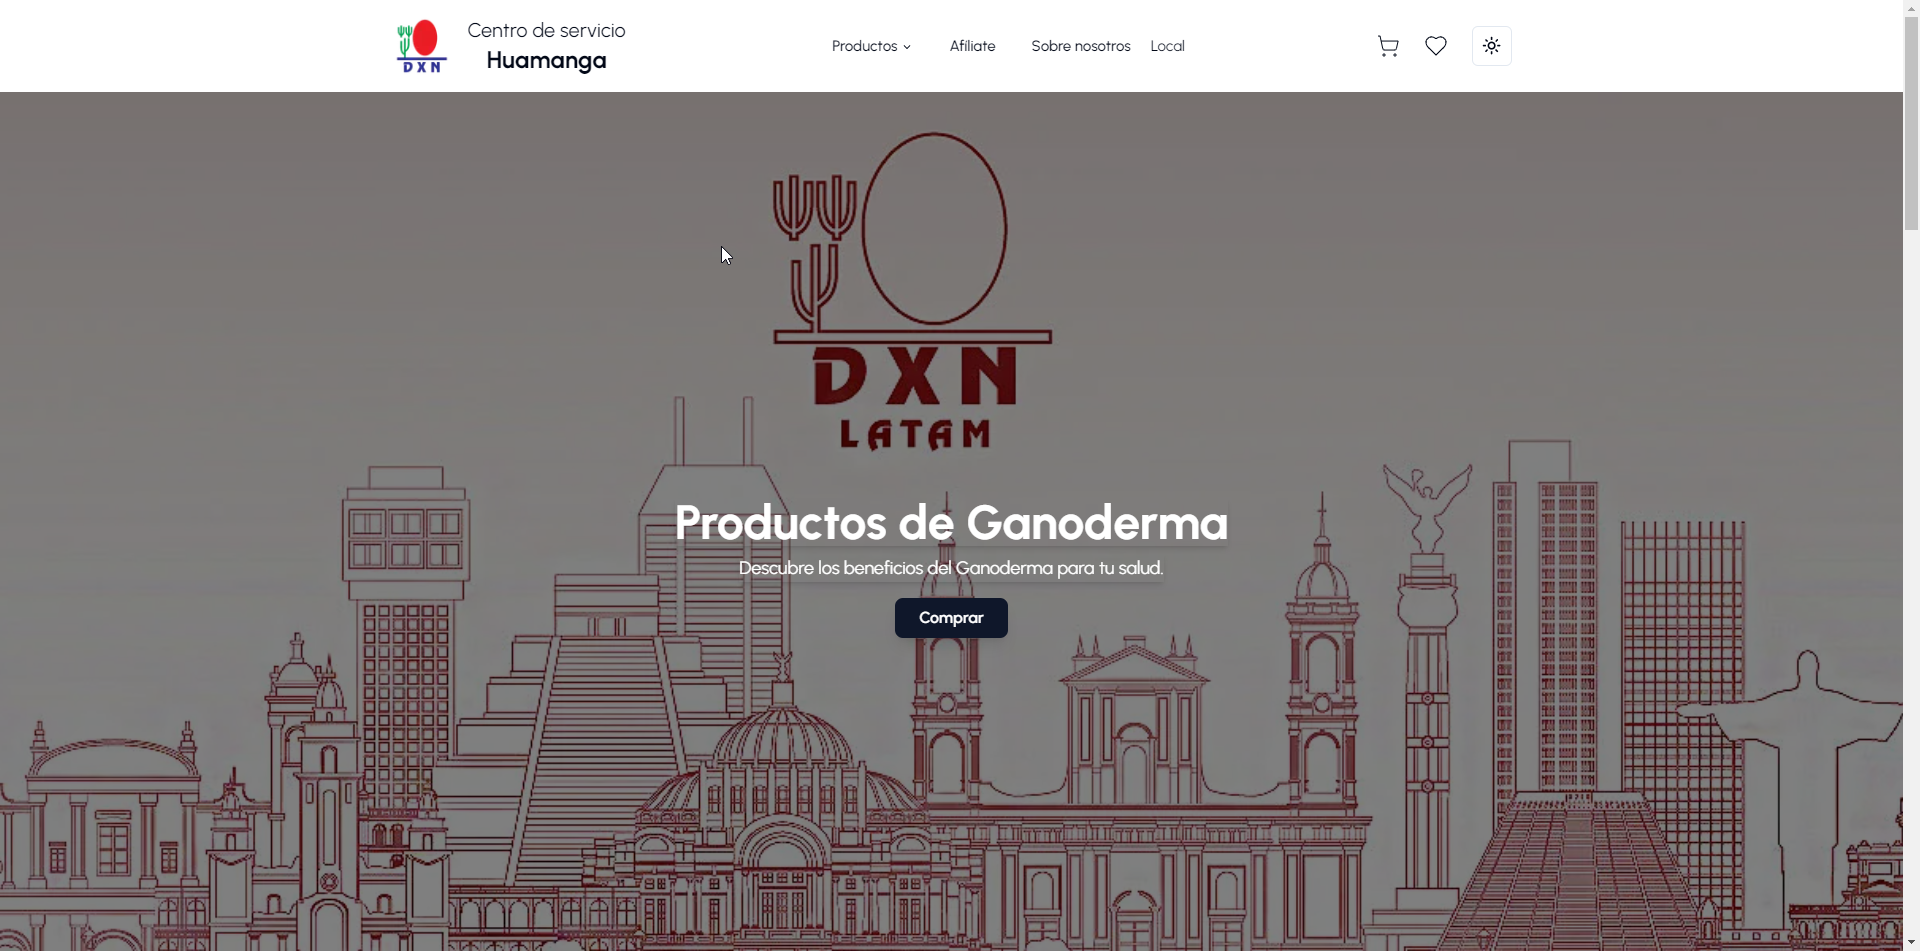 DXN
Centro de servicio
Huamanga
Productos
Afíliate
Sobre nosotros
Local
DXN
LATAM
Productos de Ganoderma
Descubre los beneficios del Ganoderma para tu salud.
Comprar